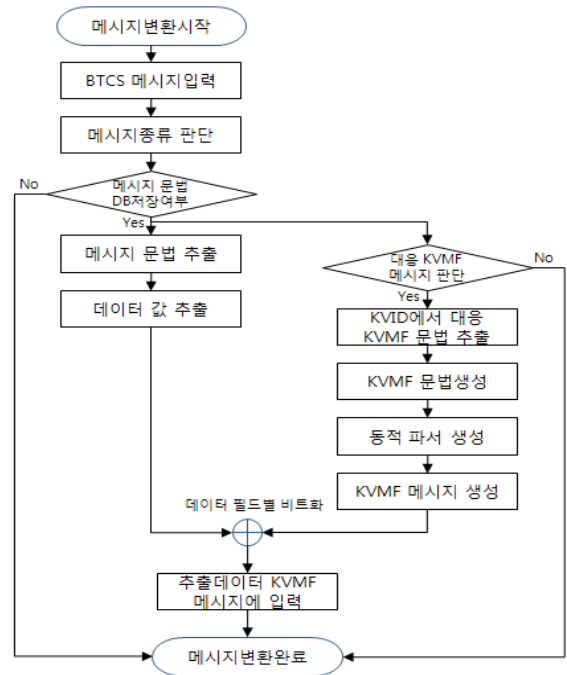 메시지변환시작
BTCS 메시지입력
메시지종류 판단
No
메시지 문법
DB저장여부
Yes
메시지 문법 추출
데이터 값 추출
대응 KVMF
메시지 판단
No
Yes
KVID에서 대응
KVMF 문법 추출
KVMF 문법생성
동적 파서 생성
KVMF 메시지 생성
데이터 필드별 비트화
추출데이터 KVMF
메시지에 입력
메시지변환완료